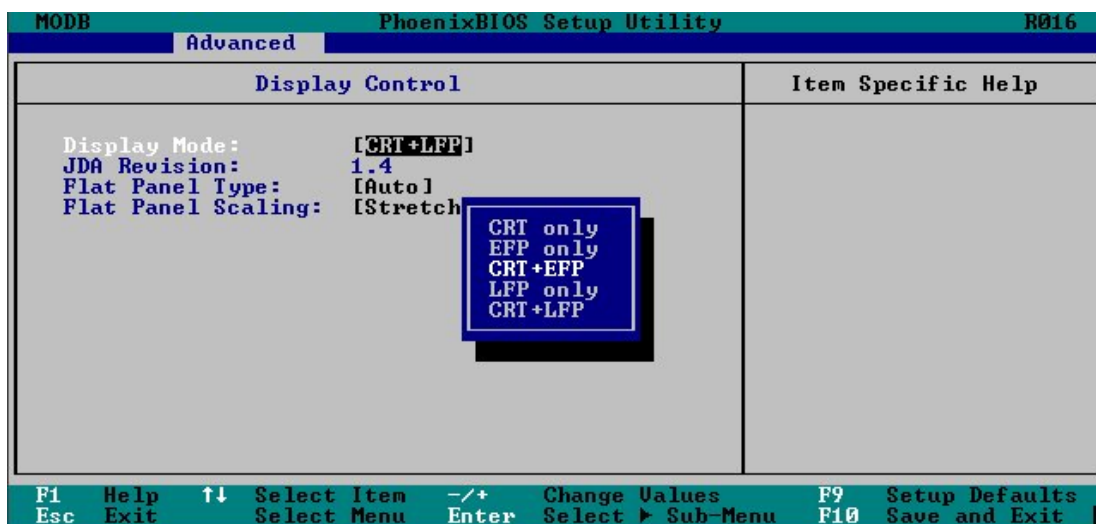 MODB PhoenixBIOS Setup Utility R016
Advanced
Display Control
Item Specific Help
Display Mode: [CRT+LFP]
JDA Revision: 1.4
Flat Panel Type: [Auto]
Flat Panel Scaling: [Stretch
CRT only
EFP only
CRT+EFP
LFP only
CRT+LFP
F1 Help ↑↓ Select Item -/+ Change Values F9 Setup Defaults
Esc Exit Select Menu Enter Select ▶ Sub-Menu F10 Save and Exit